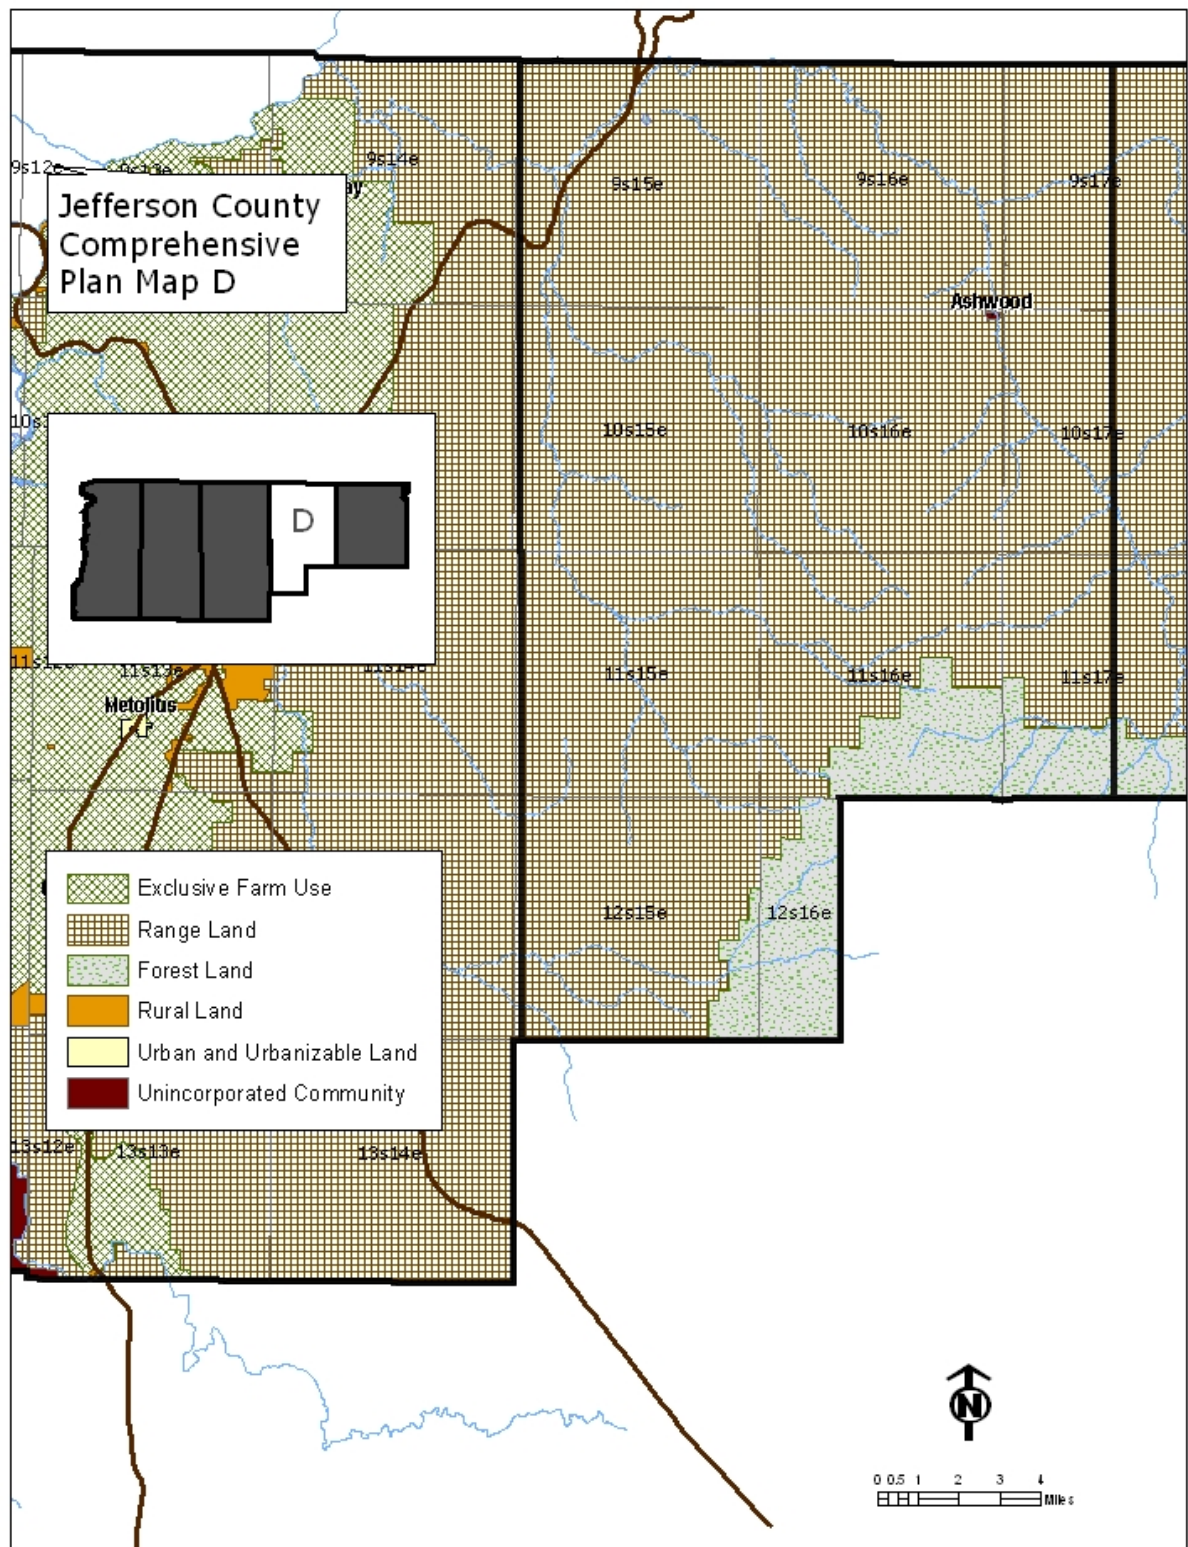 9s14e
9s15e
9s16e
9s17e
Jefferson County
Comprehensive
Plan Map D
Ashwood
10s15e
10s16e
10s17e
D
11s13e
11s15e
11s16e
11s17e
Metolius
Exclusive Farm Use
Range Land
Forest Land
Rural Land
Urban and Urbanizable Land
Unincorporated Community
12s15e
12s16e
13s12e
13s13e
13s14e
N
0 0.5 1 2 3 4
Miles